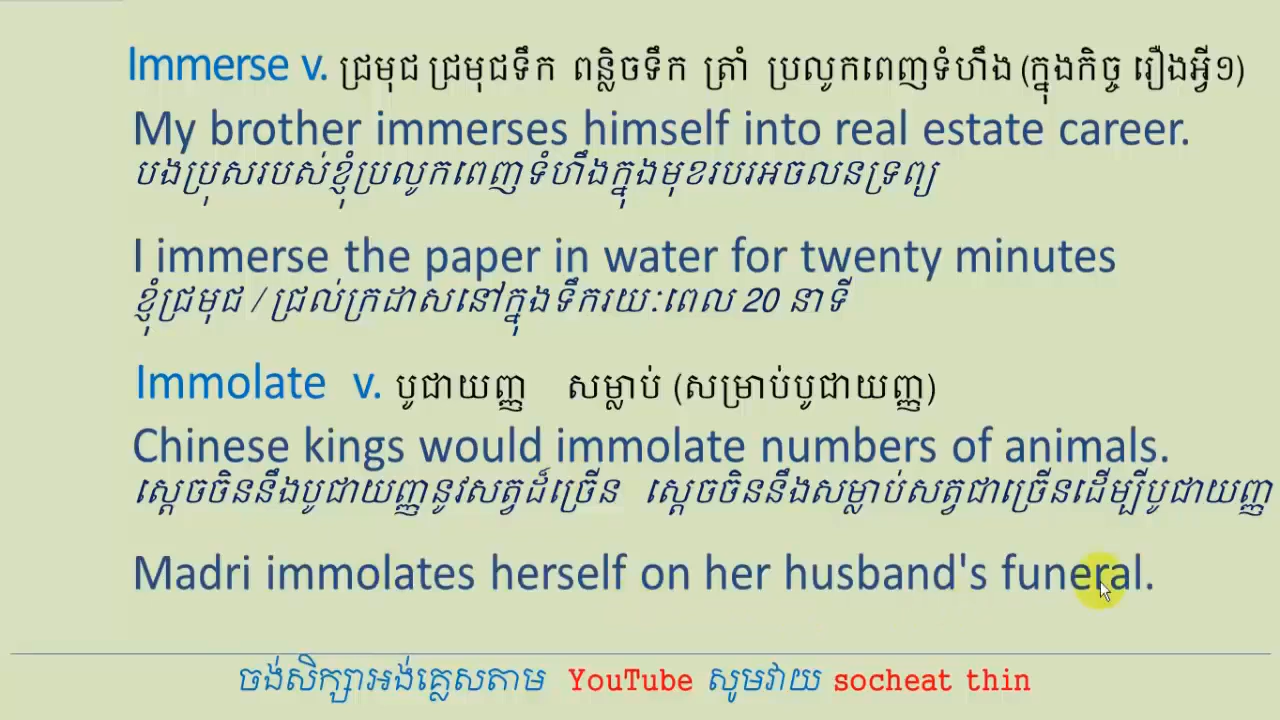 Immerse v. ជ្រមុជ ជ្រមុជទឹក ពន្លិចទឹក ត្រាំ ប្រលូកពេញទំហឹង (ក្នុងកិច្ច រឿងអ្វី១)
My brother immerses himself into real estate career.
បងប្រុសរបស់ខ្ញុំប្រលូកពេញទំហឹងក្នុងមុខរបរអចលនទ្រព្យ
I immerse the paper in water for twenty minutes
ខ្ញុំជ្រមុជ / ជ្រលក់ក្រដាសនៅក្នុងទឹករយៈពេល 20 នាទី
Immolate v. បូជាយញ្ញ សម្លាប់ (សម្រាប់បូជាយញ្ញ)
Chinese kings would immolate numbers of animals.
ស្តេចចិននឹងបូជាយញ្ញនូវសត្វដ៏ច្រើន ស្តេចចិននឹងសម្លាប់សត្វជាច្រើនដើម្បីបូជាយញ្ញ
Madri immolates herself on her husband's funeral.
ចង់សិក្សាអង់គ្លេសតាម YouTube សូមវាយ socheat thin